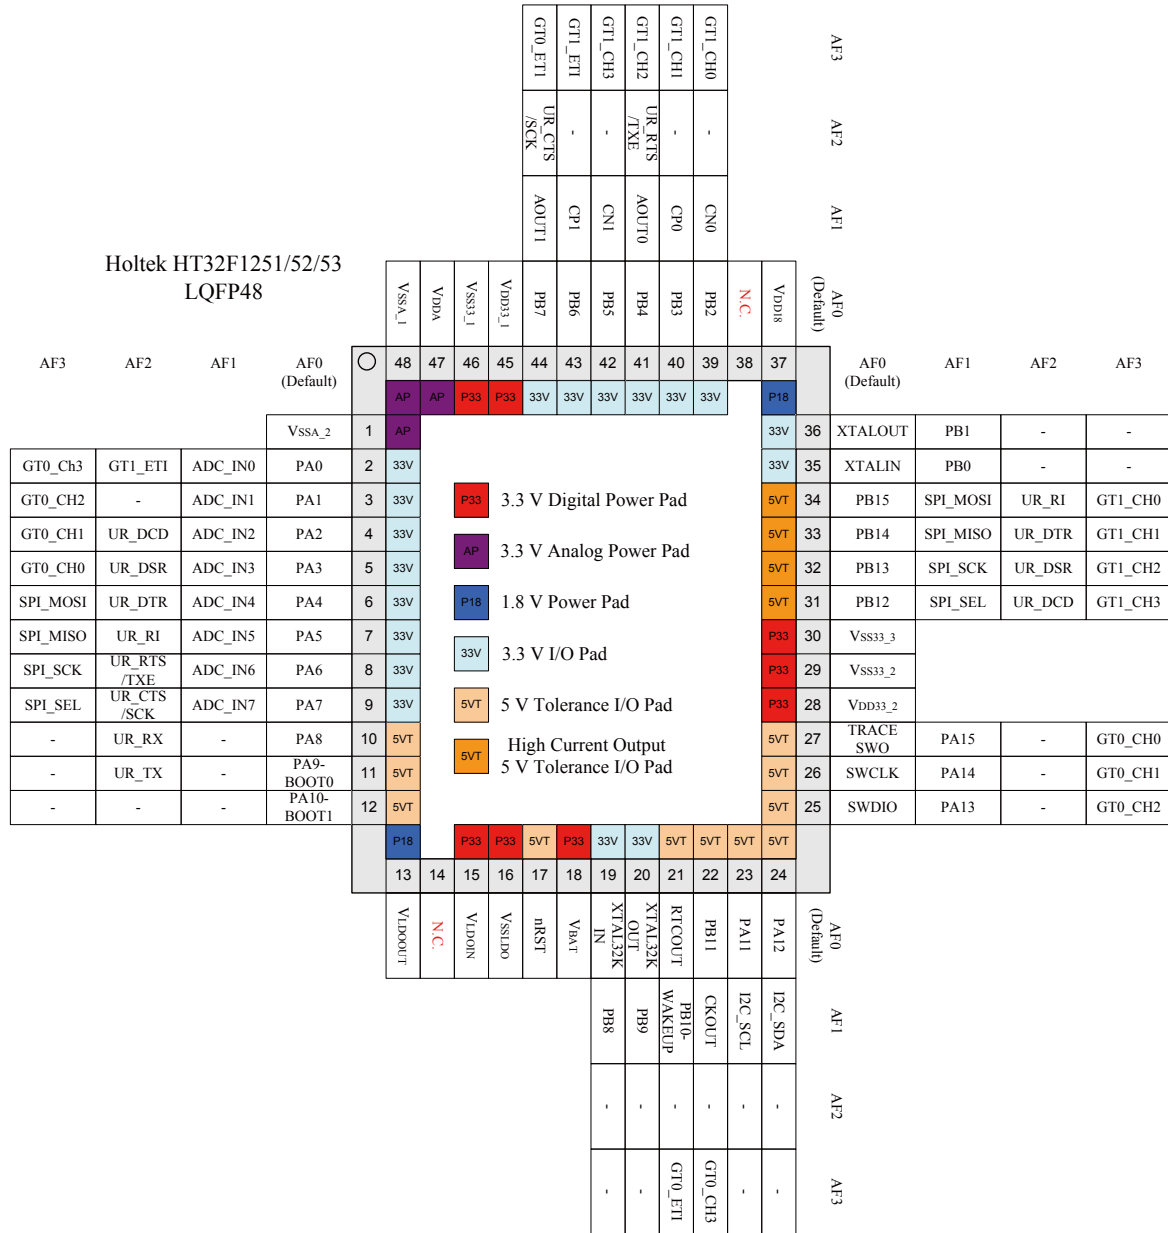 GT0_ET1 GT1_ETI GT1_CH3 GT1_CH2 GT1_CH1 GT1_CH0 AF3
UR_CTS /SCK - - UR_RTS /TXE - - AF2
AOUT1 CP1 CN1 AOUT0 CP0 CN0 AF1
Holtek HT32F1251/52/53
LQFP48
VSSA_1 VDDA VSS33_1 VDD33_1 PB7 PB6 PB5 PB4 PB3 PB2 N.C. VDD18 AF0 (Default)
AF3 AF2 AF1 AF0 (Default) 48 47 46 45 44 43 42 41 40 39 38 37 AF0 (Default) AF1 AF2 AF3
AP AP P33 P33 33V 33V 33V 33V 33V 33V P18
VSSA_2 1 AP 33V 36 XTALOUT PB1 - -
GT0_Ch3 GT1_ETI ADC_IN0 PA0 2 33V 33V 35 XTALIN PB0 - -
GT0_CH2 - ADC_IN1 PA1 3 33V 5VT 34 PB15 SPI_MOSI UR_RI GT1_CH0
GT0_CH1 UR_DCD ADC_IN2 PA2 4 33V 5VT 33 PB14 SPI_MISO UR_DTR GT1_CH1
GT0_CH0 UR_DSR ADC_IN3 PA3 5 33V 5VT 32 PB13 SPI_SCK UR_DSR GT1_CH2
SPI_MOSI UR_DTR ADC_IN4 PA4 6 33V 5VT 31 PB12 SPI_SEL UR_DCD GT1_CH3
SPI_MISO UR_RI ADC_IN5 PA5 7 33V P33 30 VSS33_3
SPI_SCK UR_RTS /TXE ADC_IN6 PA6 8 33V P33 29 VSS33_2
SPI_SEL UR_CTS /SCK ADC_IN7 PA7 9 33V P33 28 VDD33_2
- UR_RX - PA8 10 5VT 5VT 27 TRACE SWO PA15 - GT0_CH0
- UR_TX - PA9-BOOT0 11 5VT 5VT 26 SWCLK PA14 - GT0_CH1
- - - PA10-BOOT1 12 5VT 5VT 25 SWDIO PA13 - GT0_CH2
P33 3.3 V Digital Power Pad
AP 3.3 V Analog Power Pad
P18 1.8 V Power Pad
33V 3.3 V I/O Pad
5VT 5 V Tolerance I/O Pad
5VT High Current Output
5 V Tolerance I/O Pad
P18 P33 P33 5VT P33 33V 33V 5VT 5VT 5VT 5VT
13 14 15 16 17 18 19 20 21 22 23 24
VLDOOUT N.C. VLDOIN VSSLDO nRST VBAT XTAL32K IN XTAL32K OUT RTCOUT PB11 PA11 PA12 AF0 (Default)
PB8 PB9 PB10-WAKEUP CKOUT I2C_SCL I2C_SDA AF1
- - - - - - AF2
- - GT0_ETI GT0_CH3 - - AF3